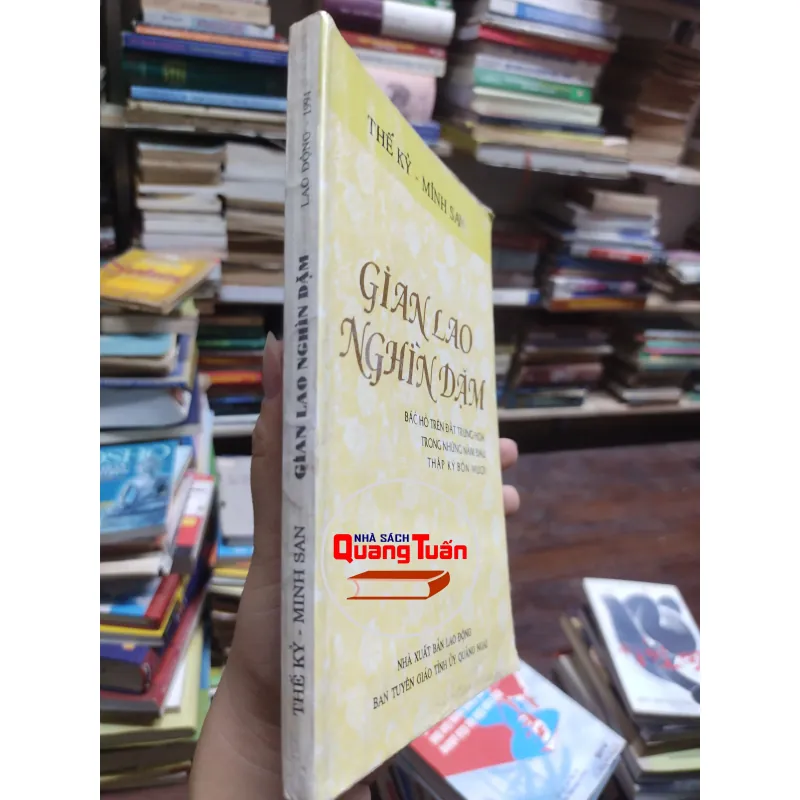 THẾ KỶ - MINH SAN
GIAN LAO
NGHÌN DẶM
BÁC HỒ TRÊN ĐẤT TRUNG HOA
TRONG NHỮNG NĂM ĐẦU
THẬP KỶ BỐN MƯƠI
NHÀ SÁCH
Quang Tuấn
NHÀ XUẤT BẢN LAO ĐỘNG
BAN TUYÊN GIÁO TỈNH ỦY QUẢNG NGÃI
THẾ KỶ - MINH SAN GIAN LAO NGHÌN DẶM LAO ĐỘNG - 1994